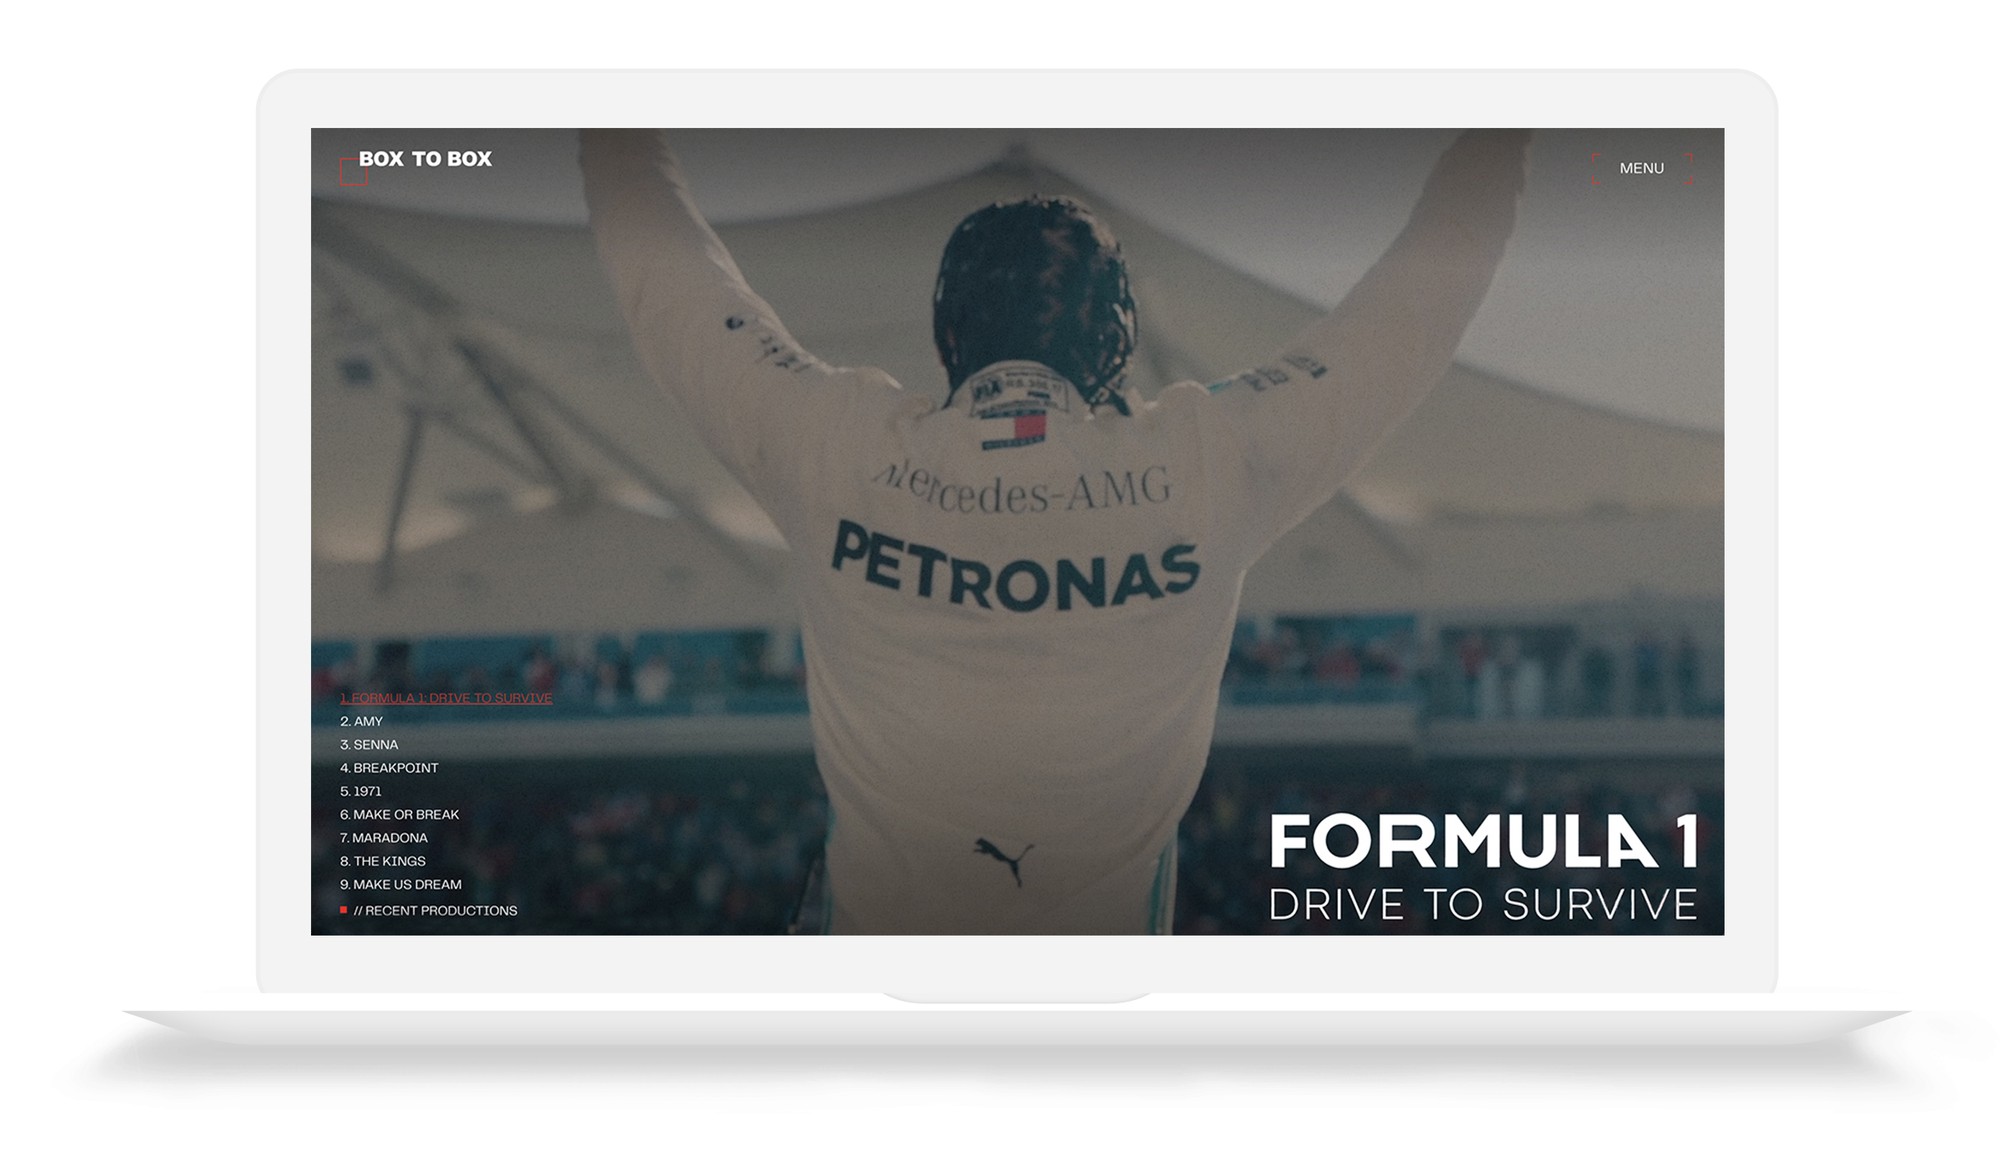 BOX TO BOX
MENU
FIA
Mercedes-AMG
PETRONAS
1. FORMULA 1: DRIVE TO SURVIVE
2. AMY
3. SENNA
4. BREAKPOINT
5. 1971
6. MAKE OR BREAK
7. MARADONA
8. THE KINGS
9. MAKE US DREAM
// RECENT PRODUCTIONS
FORMULA 1
DRIVE TO SURVIVE